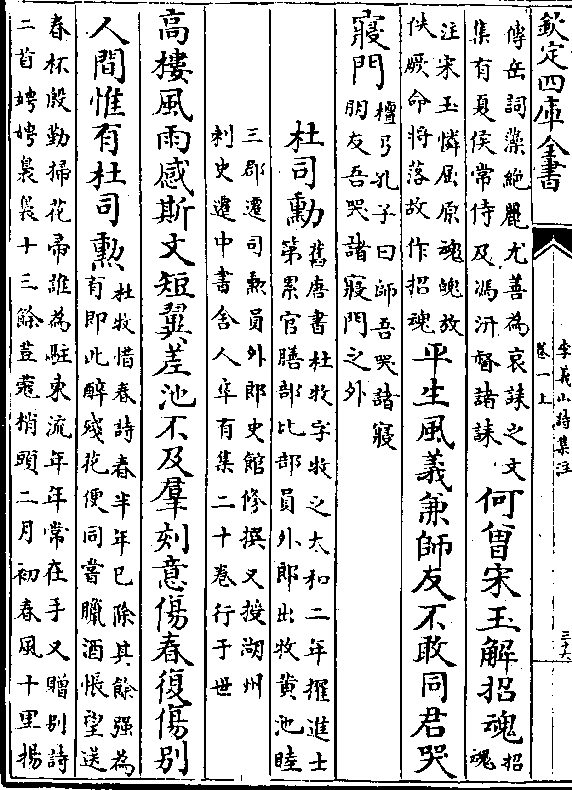 欽定四庫全書
李義山詩集注
卷一上
三十六
傅岳詞藻絶麗尤善為哀誄之文
集有夏侯常侍及馮汧督諸誄
何曾宋玉解招魂
招魂
注宋玉憐屈原魂魄放
佚厥命將落故作招魂
平生風義兼師友不敢同君哭
寢門
檀弓孔子曰師吾哭諸寢
朋友吾哭諸寢門之外
杜司勳
舊唐書杜牧字牧之太和二年擢進士
第累官膳部比部員外郎出牧黄池睦
三郡遷司勲員外郎史館修撰又授湖州
刺史遷中書舍人卒有集二十卷行于世
高樓風雨感斯文短翼差池不及羣刻意傷春復傷别
人間惟有杜司勲
杜牧惜春詩春半年已除其餘强為
有即此醉殘花便同嘗臘酒悵望送
春杯殷勤掃花帚誰為駐東流年年常在手又贈别詩
二首娉娉裊裊十三餘荳蔻梢頭二月初春風十里揚